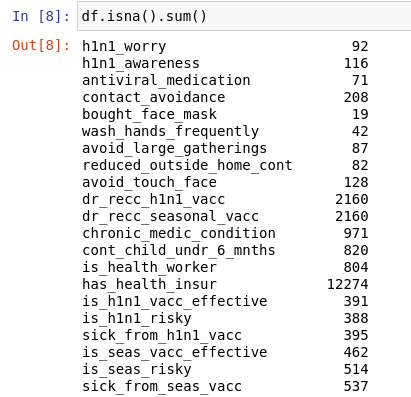 In [8]: df.isna().sum()
Out[8]: h1n1_worry 92
h1n1_awareness 116
antiviral_medication 71
contact_avoidance 208
bought_face_mask 19
wash_hands_frequently 42
avoid_large_gatherings 87
reduced_outside_home_cont 82
avoid_touch_face 128
dr_recc_h1n1_vacc 2160
dr_recc_seasonal_vacc 2160
chronic_medic_condition 971
cont_child_undr_6_mnths 820
is_health_worker 804
has_health_insur 12274
is_h1n1_vacc_effective 391
is_h1n1_risky 388
sick_from_h1n1_vacc 395
is_seas_vacc_effective 462
is_seas_risky 514
sick_from_seas_vacc 537